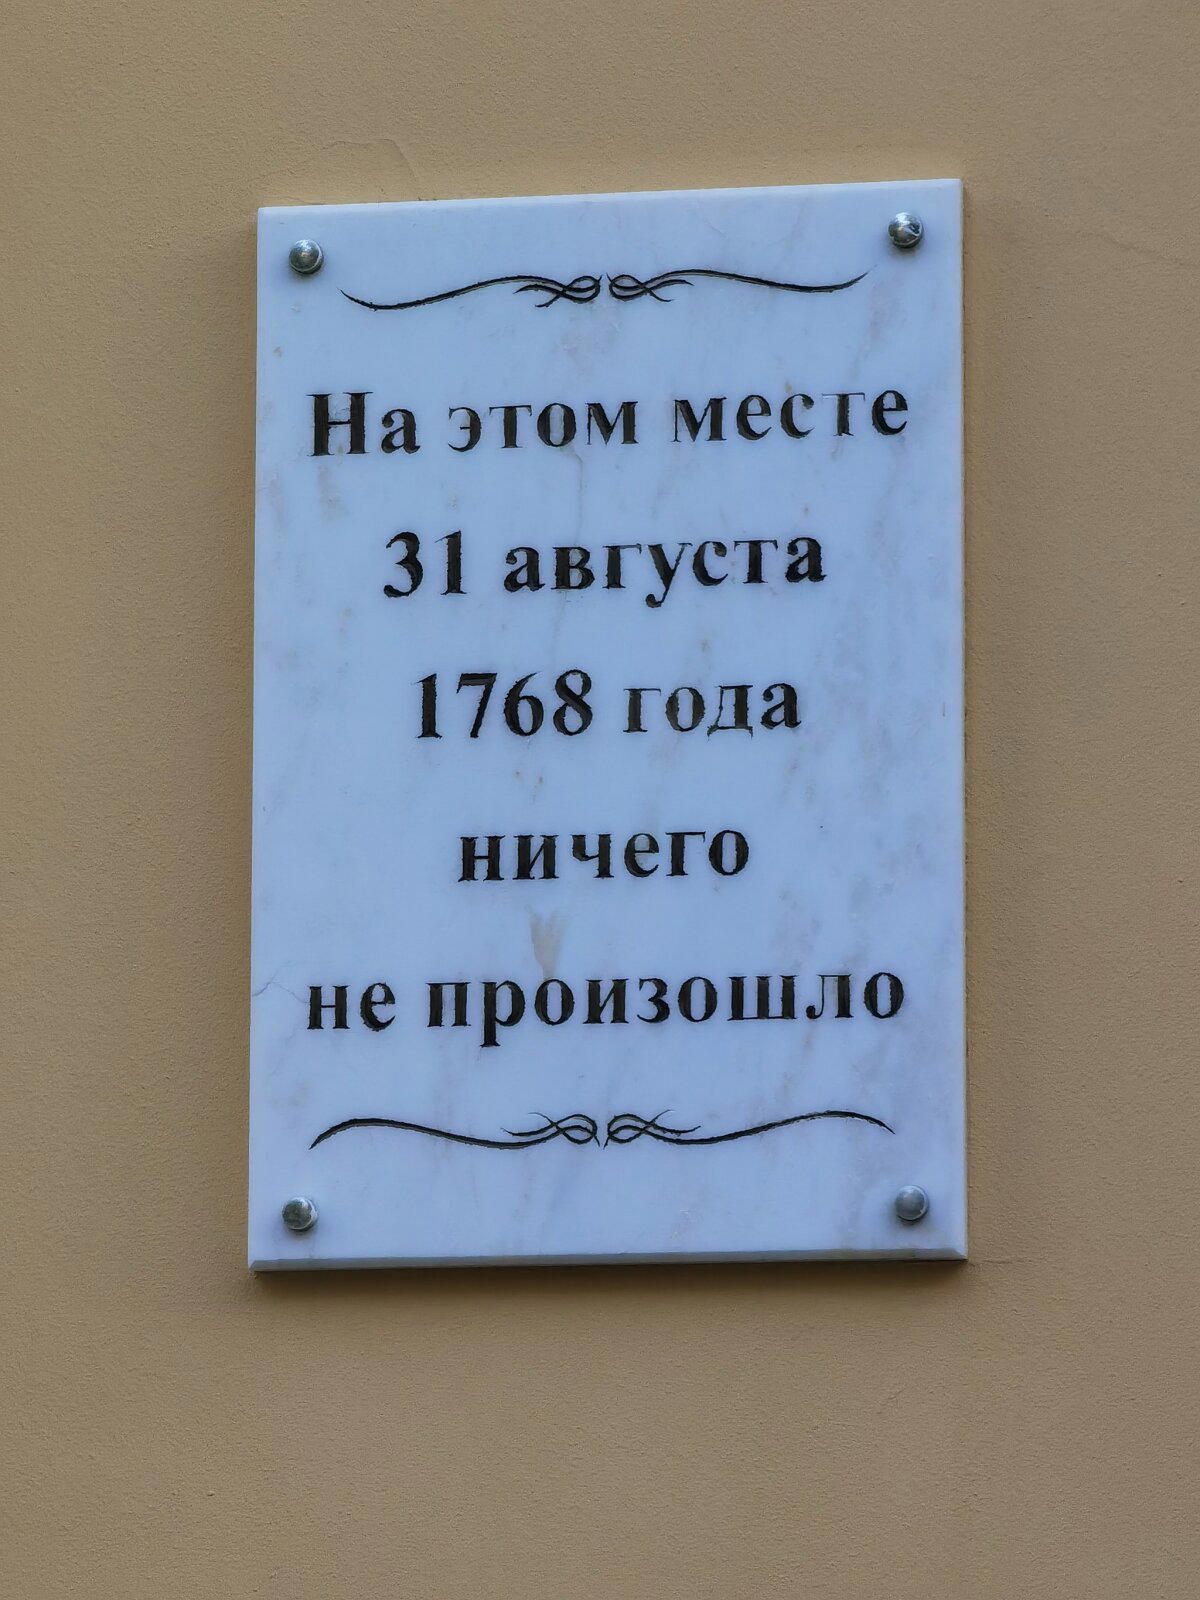 На этом месте
31 августа
1768 года
ничего
не произошло